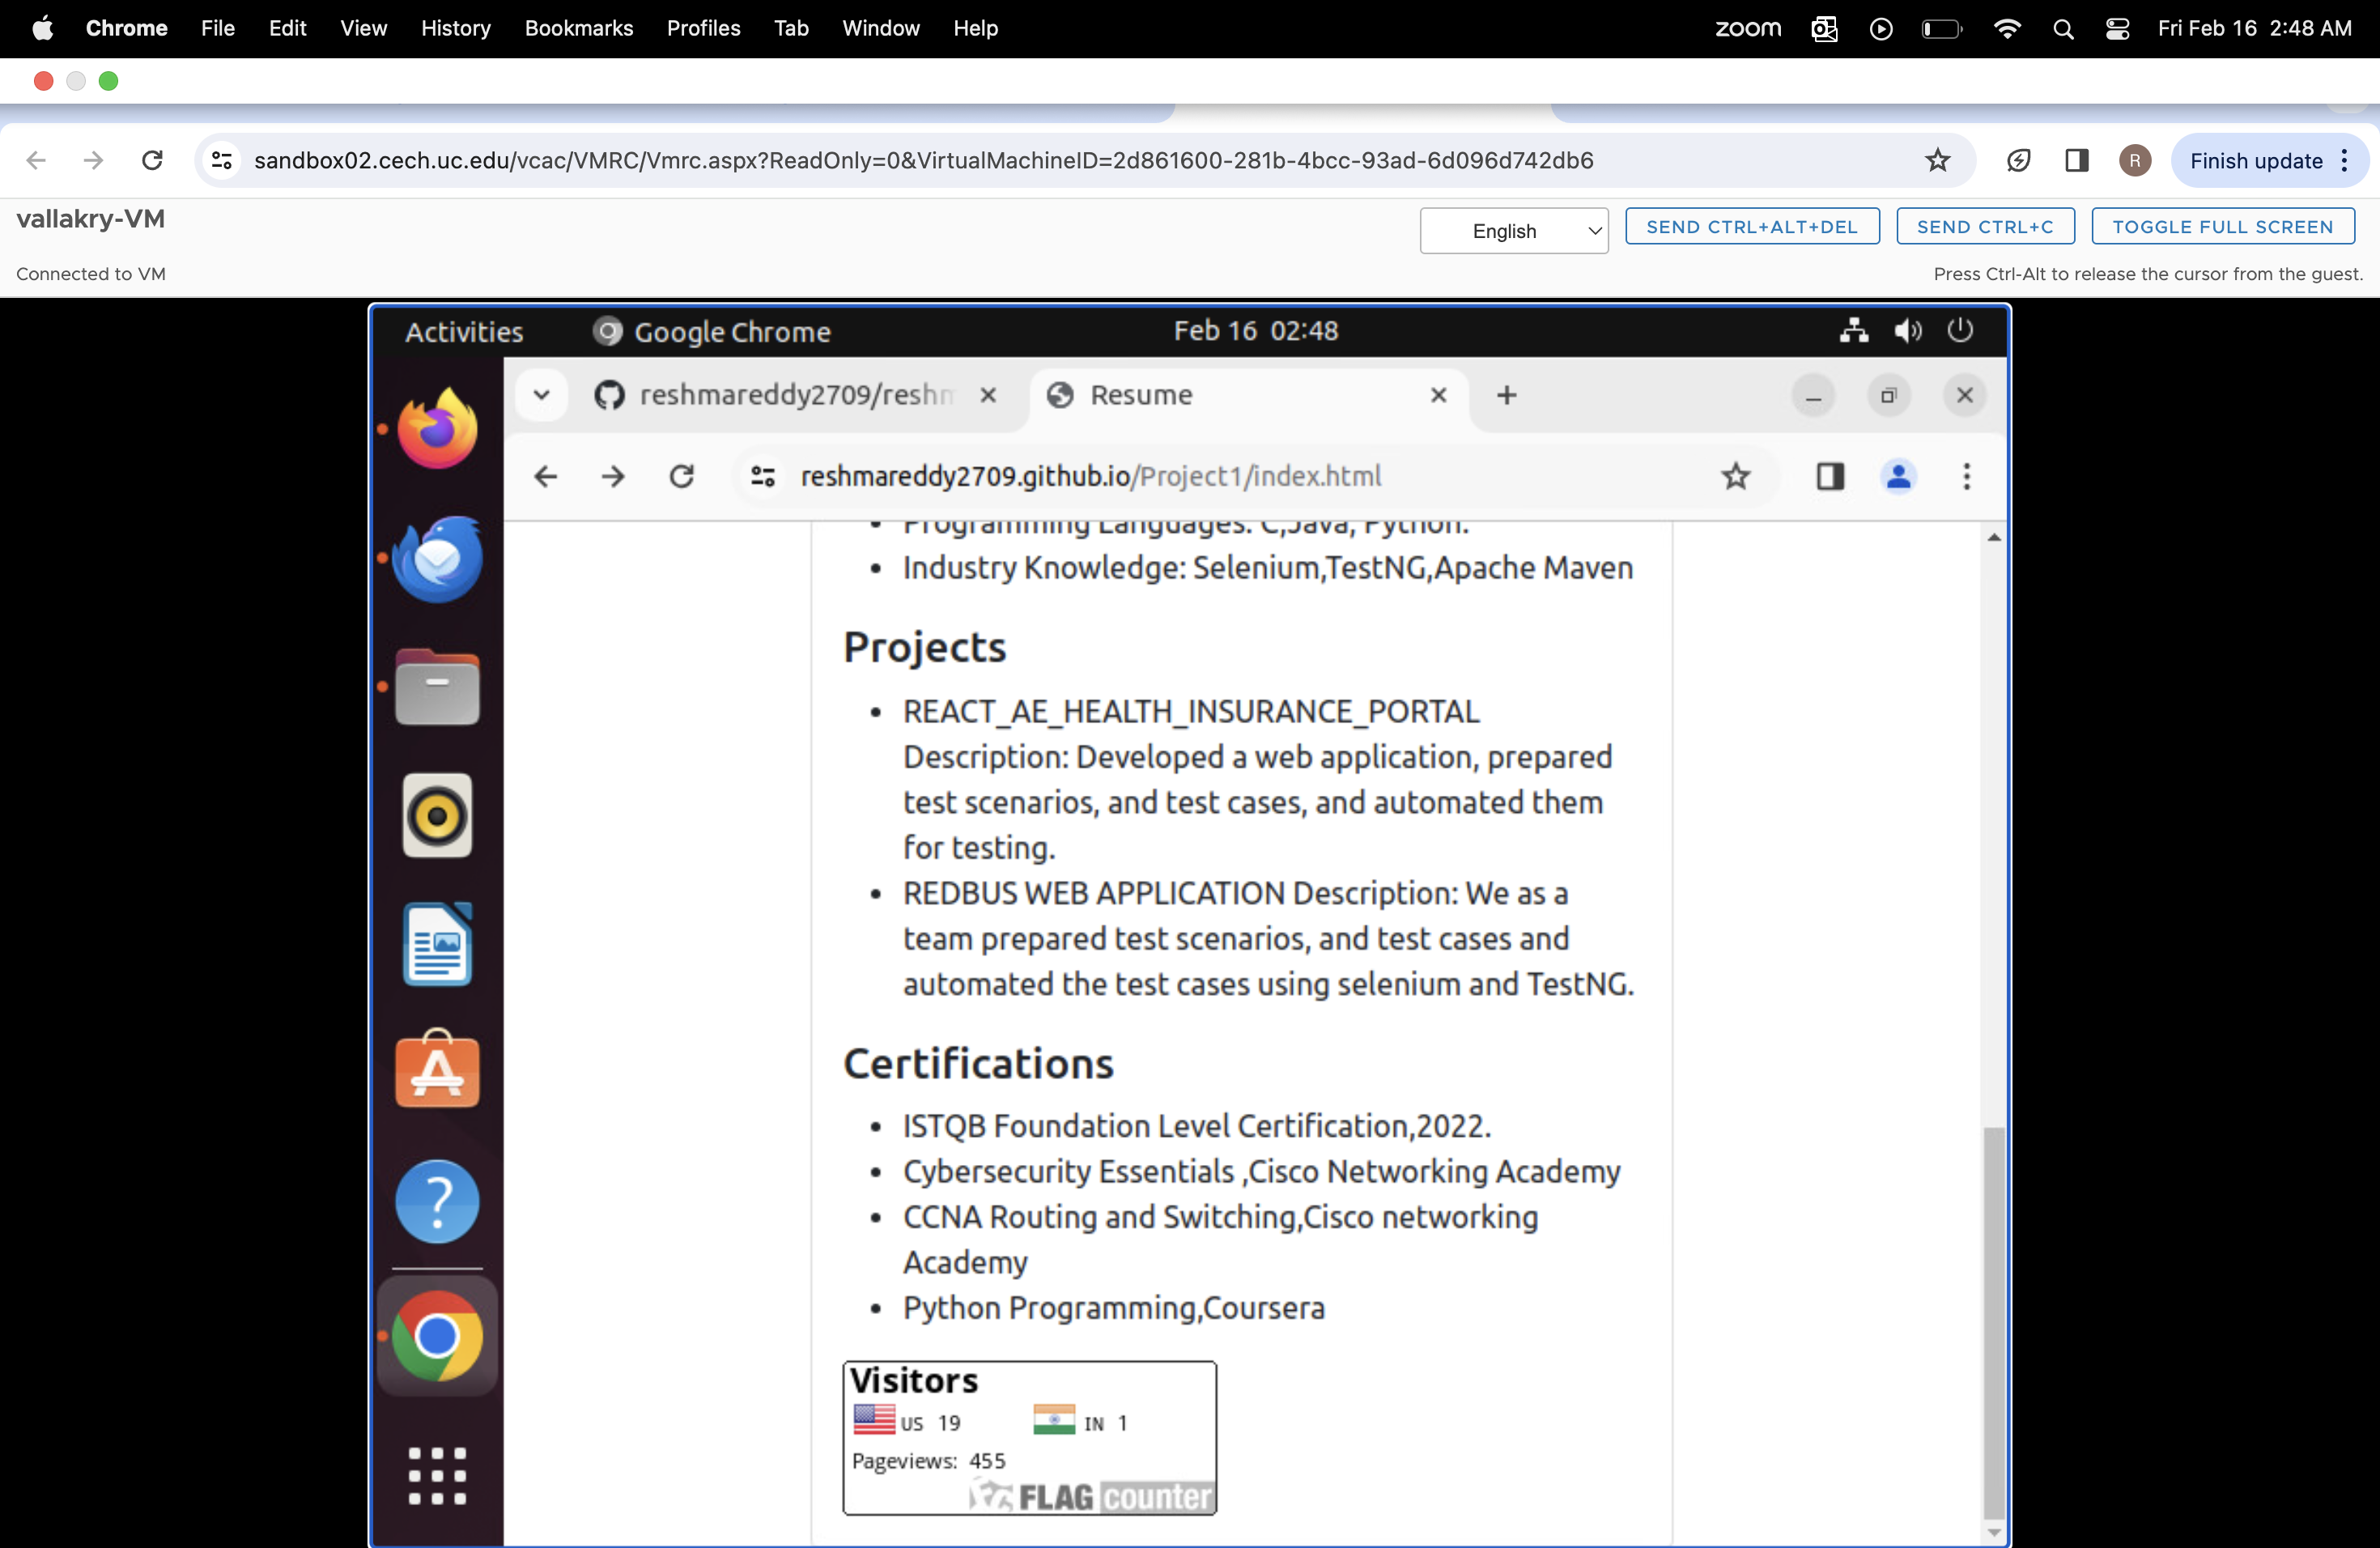 Chrome File Edit View History Bookmarks Profiles Tab Window Help zoom Fri Feb 16 2:48 AM
sandbox02.cech.uc.edu/vcac/VMRC/Vmrc.aspx?ReadOnly=0&VirtualMachineID=2d861600-281b-4bcc-93ad-6d096d742db6 R Finish update
vallakry-VM
English SEND CTRL+ALT+DEL SEND CTRL+C TOGGLE FULL SCREEN
Connected to VM Press Ctrl-Alt to release the cursor from the guest.
Activities Google Chrome Feb 16 02:48
reshmareddy2709/reshm Resume
reshmareddy2709.github.io/Project1/index.html
• Programming Languages: C,Java, Python.
• Industry Knowledge: Selenium,TestNG,Apache Maven
Projects
• REACT_AE_HEALTH_INSURANCE_PORTAL
Description: Developed a web application, prepared
test scenarios, and test cases, and automated them
for testing.
• REDBUS WEB APPLICATION Description: We as a
team prepared test scenarios, and test cases and
automated the test cases using selenium and TestNG.
Certifications
• ISTQB Foundation Level Certification,2022.
• Cybersecurity Essentials ,Cisco Networking Academy
• CCNA Routing and Switching,Cisco networking
Academy
• Python Programming,Coursera
Visitors
US 19 IN 1
Pageviews: 455
FLAG counter